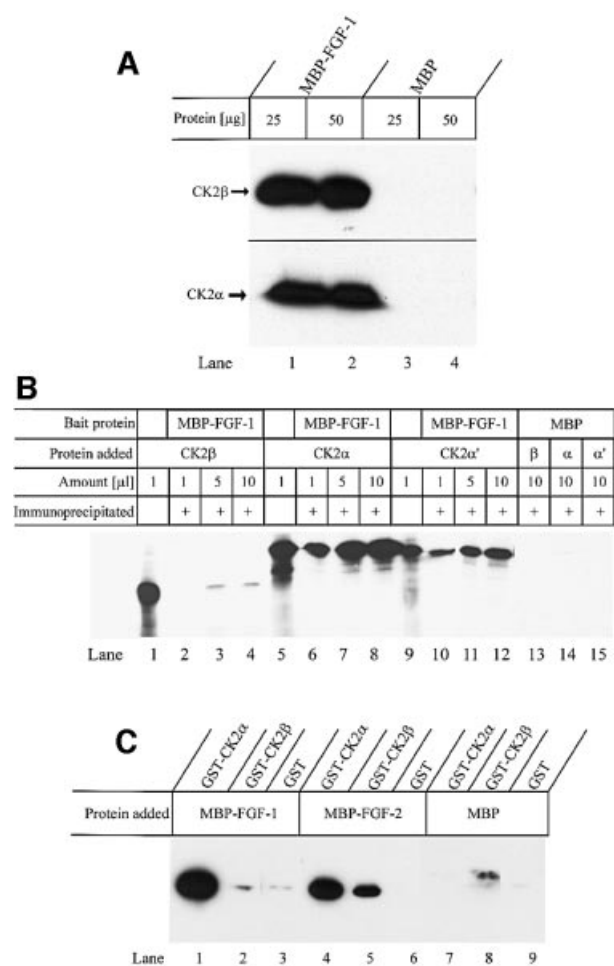 A
MBP-FGF-1 MBP
Protein [µg] 25 50 25 50
CK2β
CK2α
Lane 1 2 3 4
B
Bait protein MBP-FGF-1 MBP-FGF-1 MBP-FGF-1 MBP
Protein added CK2β CK2α CK2α' β α α'
Amount [µl] 1 1 5 10 1 1 5 10 1 1 5 10 10 10 10
Immunoprecipitated + + + + + + + + + + + +
Lane 1 2 3 4 5 6 7 8 9 10 11 12 13 14 15
C
GST-CK2α GST-CK2β GST GST-CK2α GST-CK2β GST GST-CK2α GST-CK2β GST
Protein added MBP-FGF-1 MBP-FGF-2 MBP
Lane 1 2 3 4 5 6 7 8 9